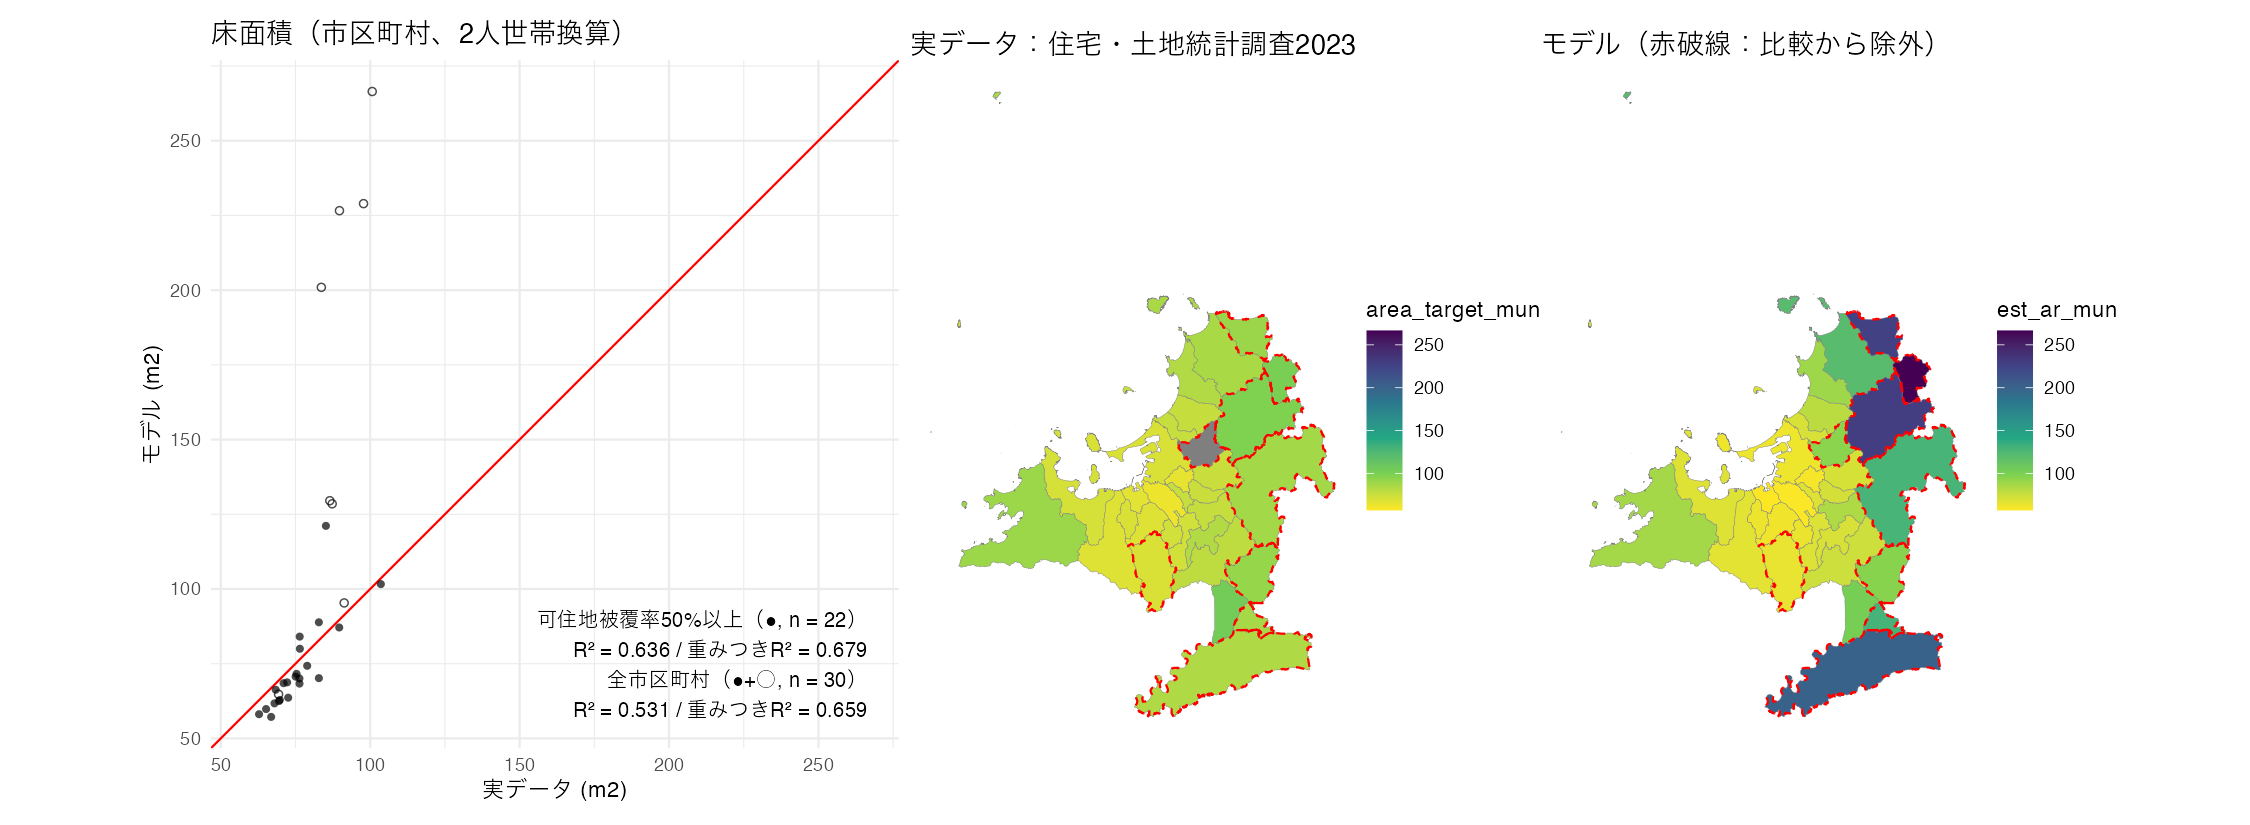 床面積（市区町村、2人世帯換算）
250
200
150
100
50
モデル (m2)
50
100
150
200
250
実データ (m2)
可住地被覆率50%以上（●, n = 22）
R² = 0.636 / 重みつきR² = 0.679
全市区町村（●+○, n = 30）
R² = 0.531 / 重みつきR² = 0.659
実データ：住宅・土地統計調査2023
area_target_mun
250
200
150
100
モデル（赤破線：比較から除外）
est_ar_mun
250
200
150
100